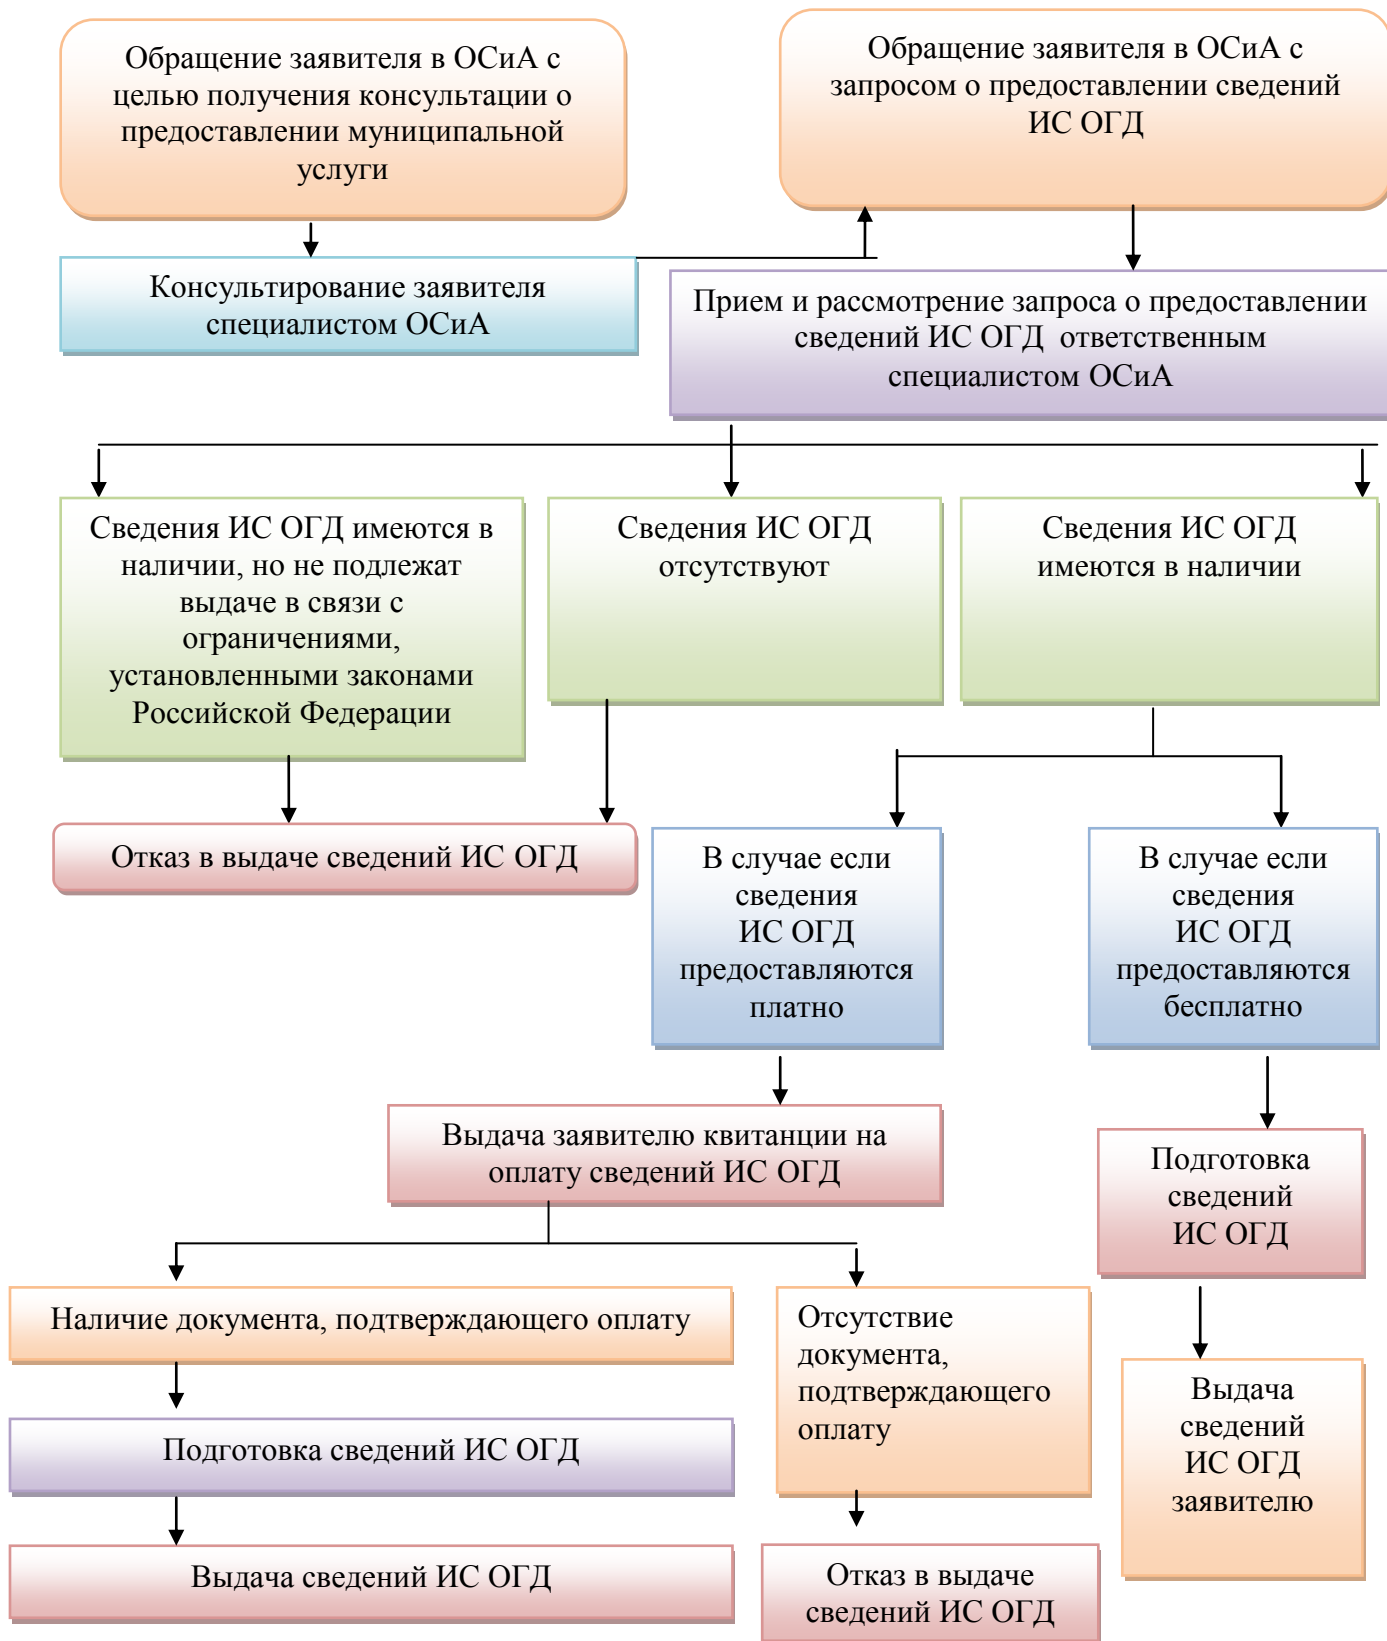 Обращение заявителя в ОСиА с
целью получения консультации о
предоставлении муниципальной
услуги
Обращение заявителя в ОСиА с
запросом о предоставлении сведений
ИС ОГД
Консультирование заявителя
специалистом ОСиА
Прием и рассмотрение запроса о предоставлении
сведений ИС ОГД ответственным
специалистом ОСиА
Сведения ИС ОГД имеются в
наличии, но не подлежат
выдаче в связи с
ограничениями,
установленными законами
Российской Федерации
Сведения ИС ОГД
отсутствуют
Сведения ИС ОГД
имеются в наличии
Отказ в выдаче сведений ИС ОГД
В случае если
сведения
ИС ОГД
предоставляются
платно
В случае если
сведения
ИС ОГД
предоставляются
бесплатно
Выдача заявителю квитанции на
оплату сведений ИС ОГД
Подготовка
сведений
ИС ОГД
Наличие документа, подтверждающего оплату
Отсутствие
документа,
подтверждающего
оплату
Выдача
сведений
ИС ОГД
заявителю
Подготовка сведений ИС ОГД
Выдача сведений ИС ОГД
Отказ в выдаче
сведений ИС ОГД